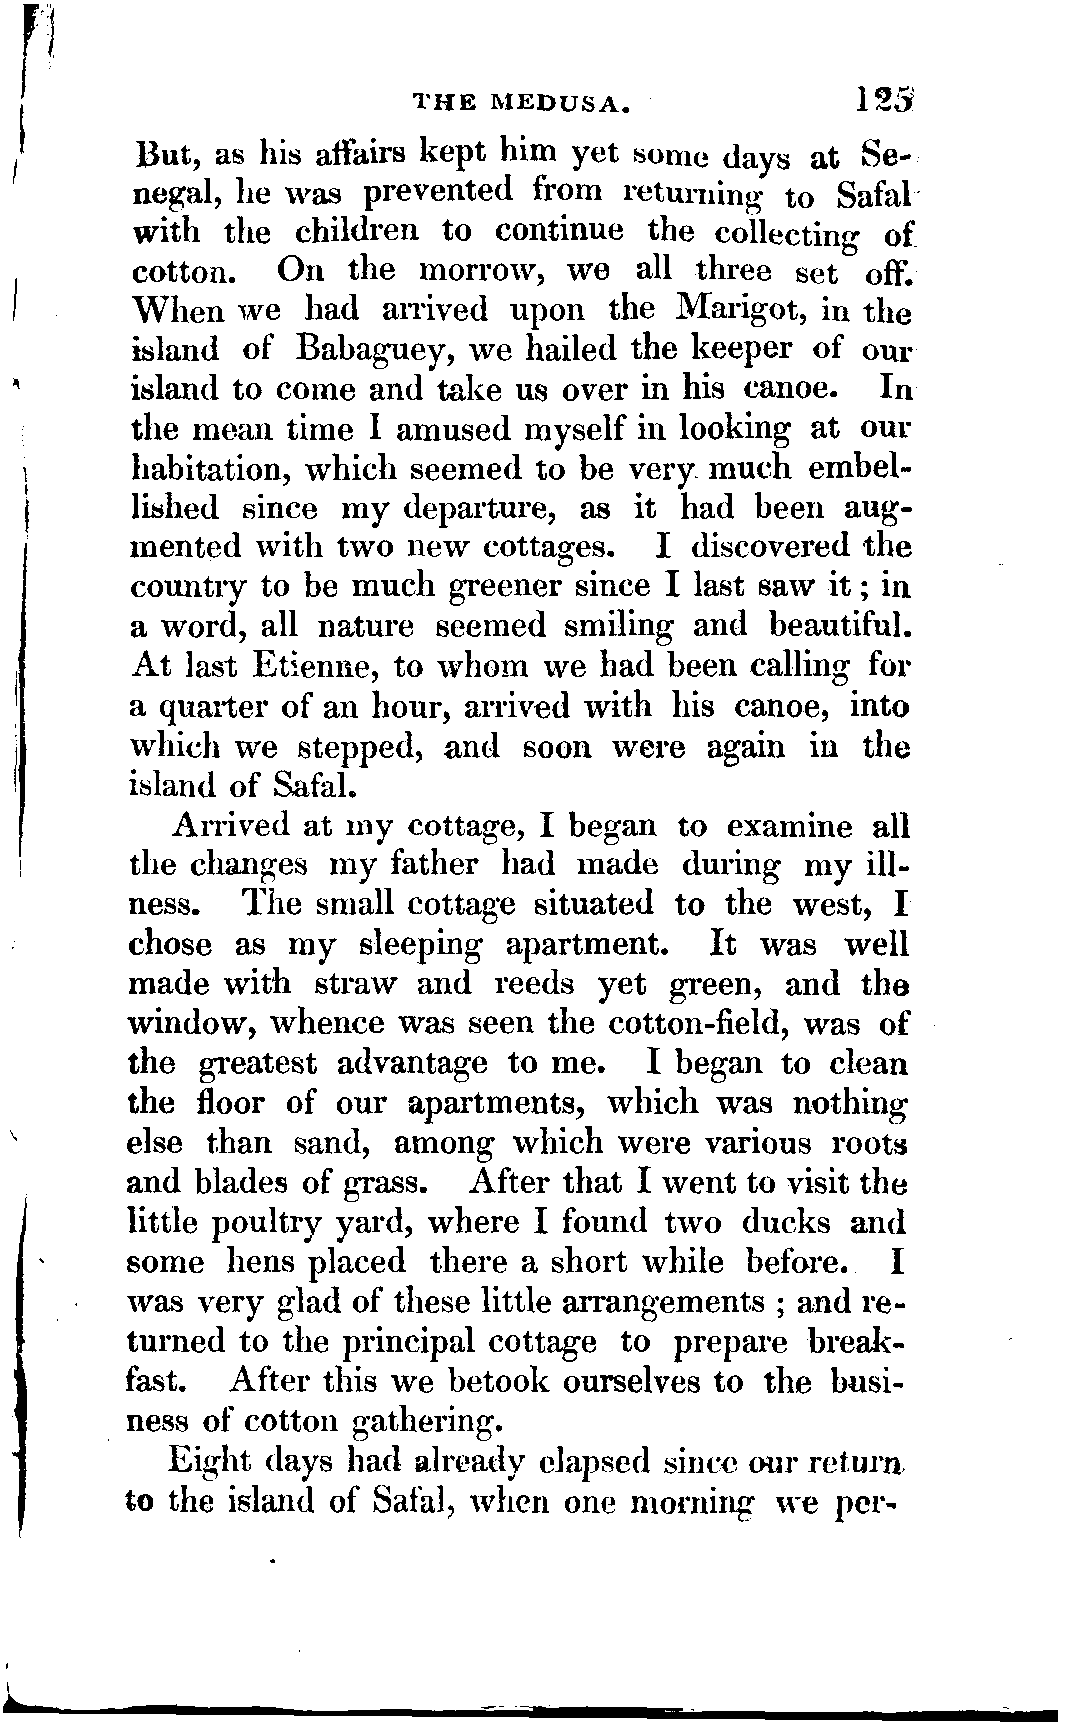 THE MEDUSA. 125
But, as his affairs kept him yet some days at Se-
negal, he was prevented from returning to Safal
with the children to continue the collecting of
cotton. On the morrow, we all three set off.
When we had arrived upon the Marigot, in the
island of Babaguey, we hailed the keeper of our
island to come and take us over in his canoe. In
the mean time I amused myself in looking at our
habitation, which seemed to be very much embel-
lished since my departure, as it had been aug-
mented with two new cottages. I discovered the
country to be much greener since I last saw it; in
a word, all nature seemed smiling and beautiful.
At last Etienne, to whom we had been calling for
a quarter of an hour, arrived with his canoe, into
which we stepped, and soon were again in the
island of Safal.
Arrived at my cottage, I began to examine all
the changes my father had made during my ill-
ness. The small cottage situated to the west, I
chose as my sleeping apartment. It was well
made with straw and reeds yet green, and the
window, whence was seen the cotton-field, was of
the greatest advantage to me. I began to clean
the floor of our apartments, which was nothing
else than sand, among which were various roots
and blades of grass. After that I went to visit the
little poultry yard, where I found two ducks and
some hens placed there a short while before. I
was very glad of these little arrangements; and re-
turned to the principal cottage to prepare break-
fast. After this we betook ourselves to the busi-
ness of cotton gathering.
Eight days had already elapsed since our return
to the island of Safal, when one morning we per-